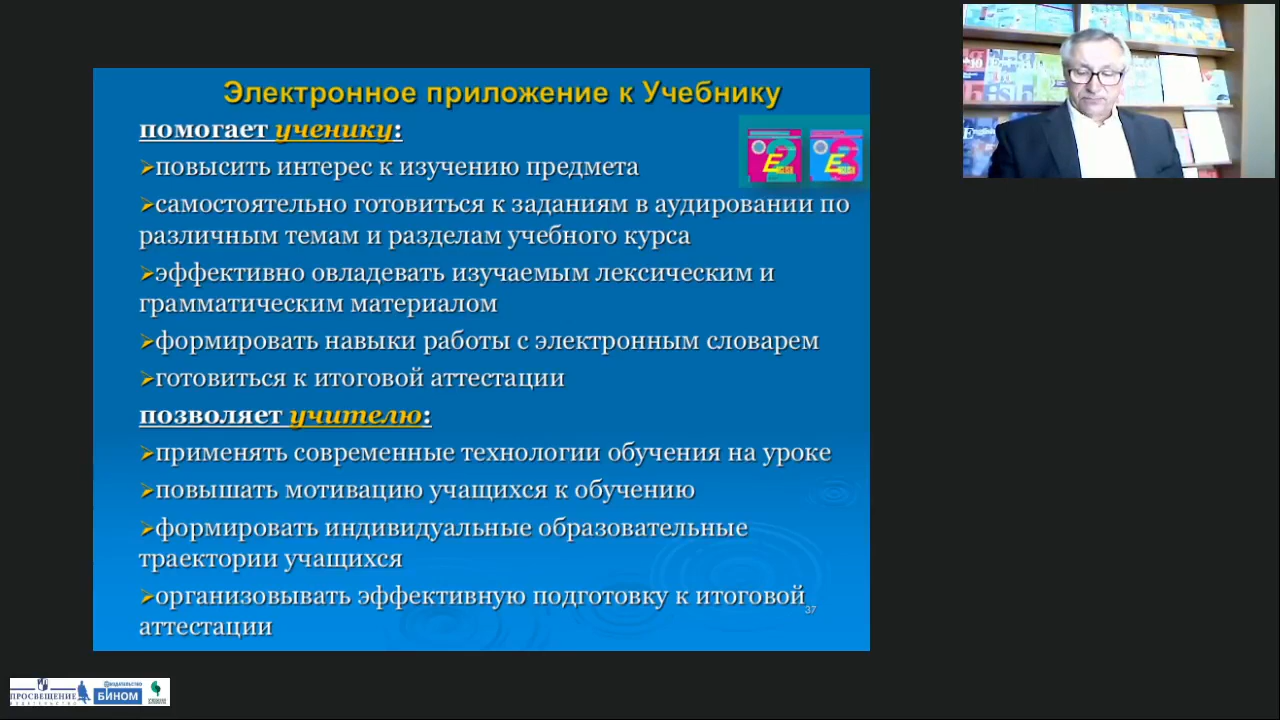 Электронное приложение к Учебнику
помогает ученику:
➢повысить интерес к изучению предмета
➢самостоятельно готовиться к заданиям в аудировании по
различным темам и разделам учебного курса
➢эффективно овладевать изучаемым лексическим и
грамматическим материалом
➢формировать навыки работы с электронным словарем
➢готовиться к итоговой аттестации
позволяет учителю:
➢применять современные технологии обучения на уроке
➢повышать мотивацию учащихся к обучению
➢формировать индивидуальные образовательные
траектории учащихся
➢организовывать эффективную подготовку к итоговой
аттестации
37
ПРОСВЕЩЕНИЕ
ИЗДАТЕЛЬСТВО
издательство
БИНОМ